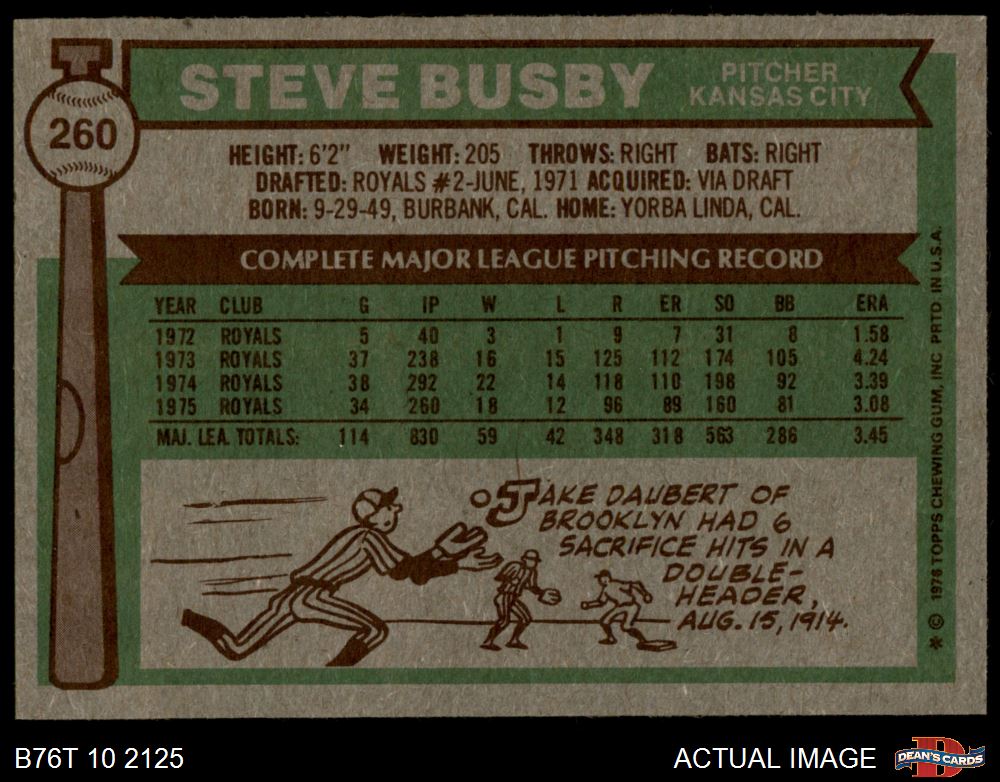 STEVE BUSBY
PITCHER
KANSAS CITY
260
HEIGHT: 6'2" WEIGHT: 205 THROWS: RIGHT BATS: RIGHT
DRAFTED: ROYALS #2-JUNE, 1971 ACQUIRED: VIA DRAFT
BORN: 9-29-49, BURBANK, CAL. HOME: YORBA LINDA, CAL.
COMPLETE MAJOR LEAGUE PITCHING RECORD
YEAR CLUB G IP W L R ER SO BB ERA
1972 ROYALS 5 40 3 1 9 7 31 8 1.58
1973 ROYALS 37 238 16 15 125 112 174 105 4.24
1974 ROYALS 38 292 22 14 118 110 198 92 3.39
1975 ROYALS 34 260 18 12 96 89 160 81 3.08
MAJ. LEA. TOTALS: 114 830 59 42 348 318 563 286 3.45
JAKE DAUBERT OF
BROOKLYN HAD 6
SACRIFICE HITS IN A
DOUBLE-
HEADER,
AUG. 15, 1914.
* © 1976 TOPPS CHEWING GUM, INC PRTD. IN U.S.A.
B76T 10 2125
ACTUAL IMAGE
D
DEAN'S CARDS